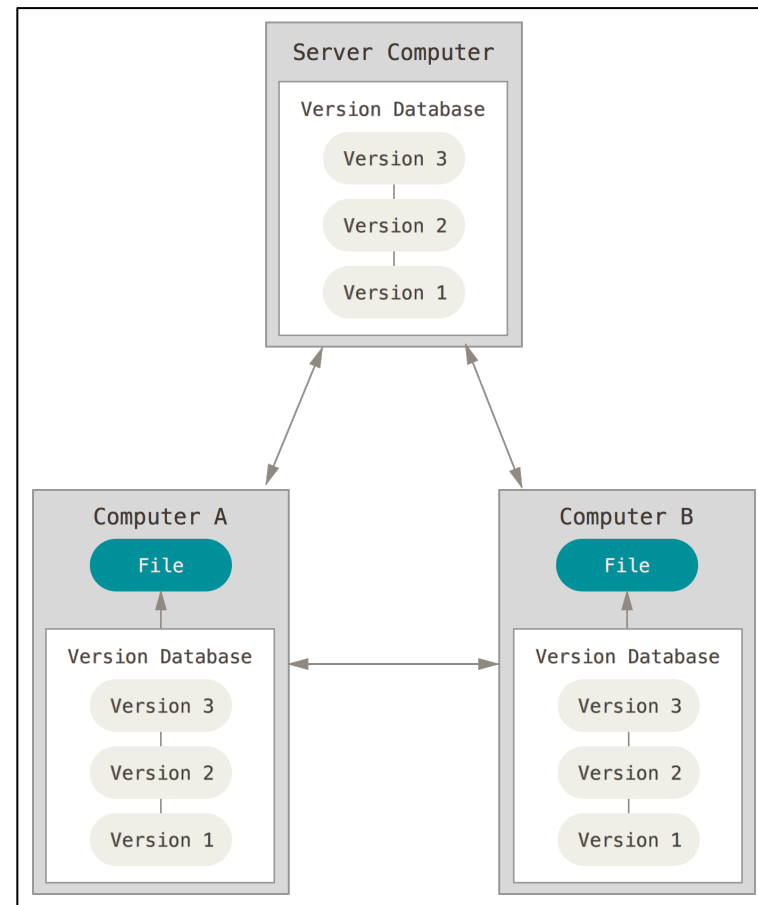 Server Computer
Version Database
Version 3
Version 2
Version 1
Computer A
File
Version Database
Version 3
Version 2
Version 1
Computer B
File
Version Database
Version 3
Version 2
Version 1